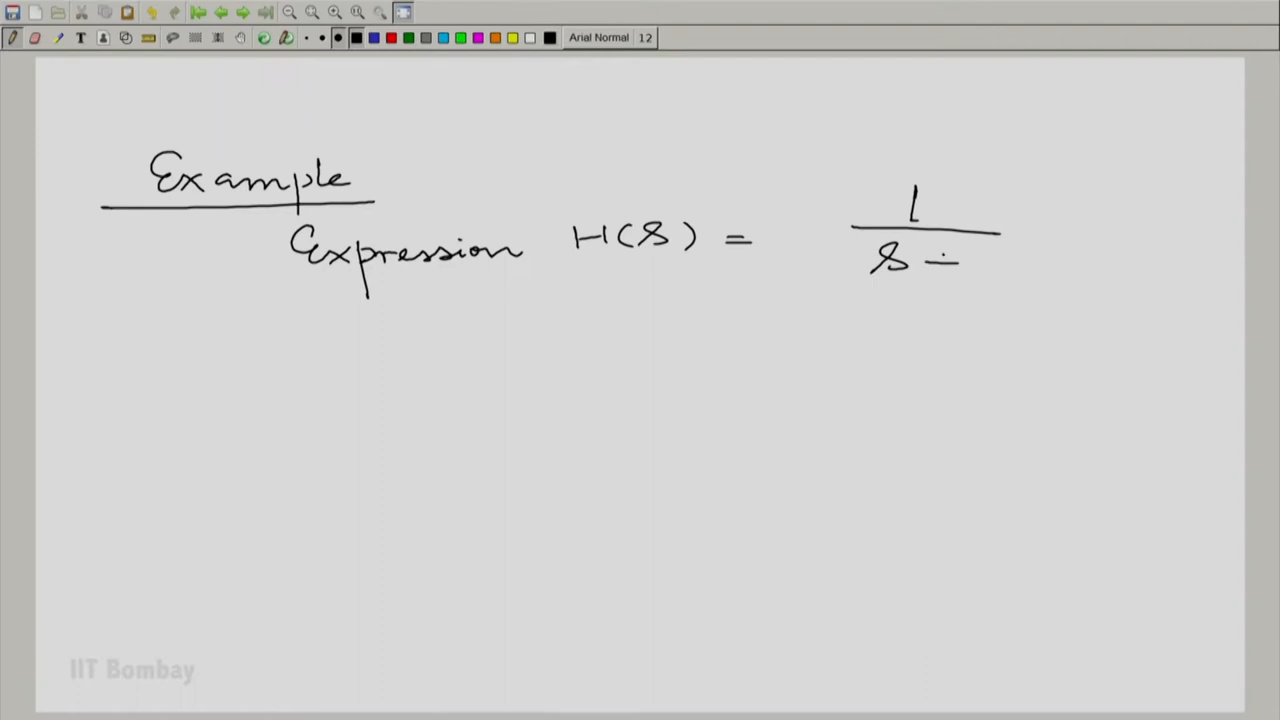 Arial Normal 12
Example
Expression H(s) = 1
s -
IIT Bombay